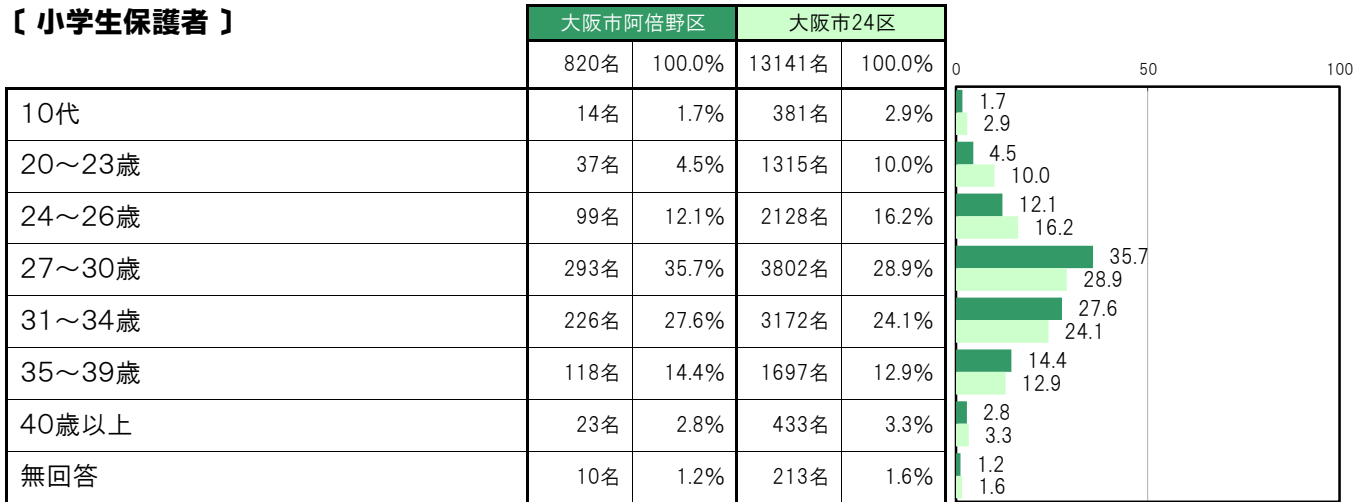 〔 小学生保護者 〕
大阪市阿倍野区 大阪市24区
820名 100.0% 13141名 100.0%
0 50 100
10代 14名 1.7% 381名 2.9% 1.7
2.9
20～23歳 37名 4.5% 1315名 10.0% 4.5
10.0
24～26歳 99名 12.1% 2128名 16.2% 12.1
16.2
27～30歳 293名 35.7% 3802名 28.9% 35.7
28.9
31～34歳 226名 27.6% 3172名 24.1% 27.6
24.1
35～39歳 118名 14.4% 1697名 12.9% 14.4
12.9
40歳以上 23名 2.8% 433名 3.3% 2.8
3.3
無回答 10名 1.2% 213名 1.6% 1.2
1.6